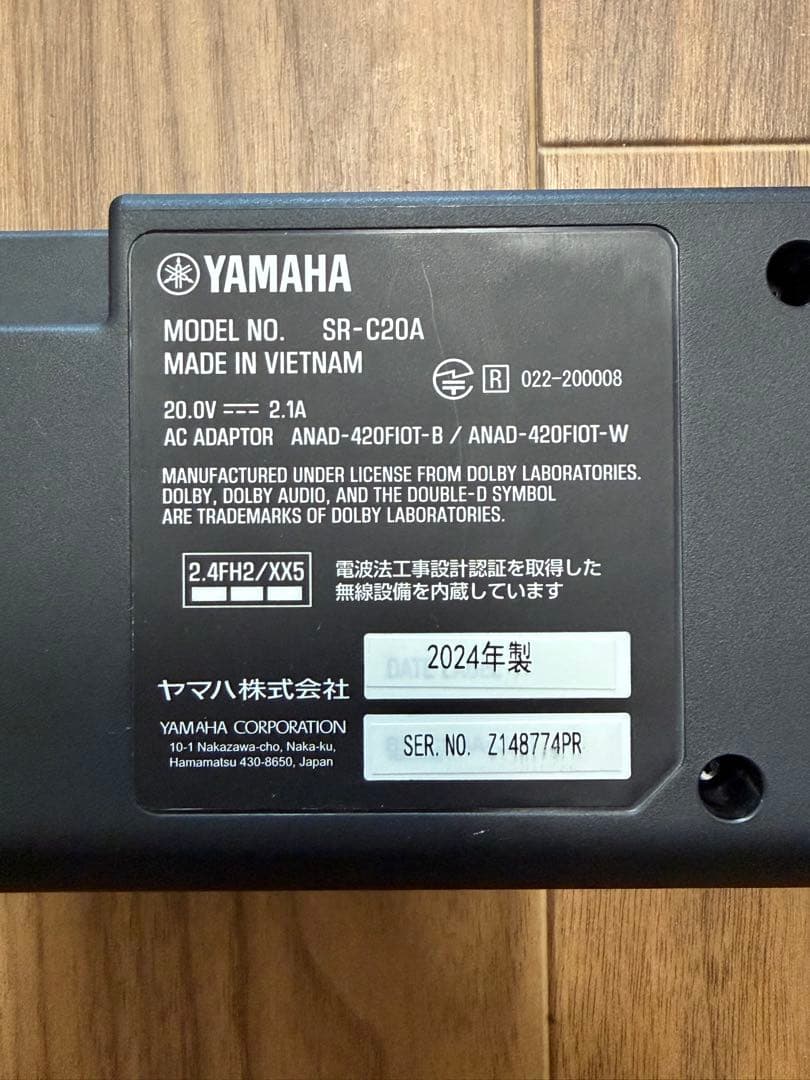 YAMAHA
MODEL NO. SR-C20A
MADE IN VIETNAM
R 022-200008
20.0V 2.1A
AC ADAPTOR ANAD-420FIOT-B / ANAD-420FIOT-W
MANUFACTURED UNDER LICENSE FROM DOLBY LABORATORIES.
DOLBY, DOLBY AUDIO, AND THE DOUBLE-D SYMBOL
ARE TRADEMARKS OF DOLBY LABORATORIES.
2.4FH2/XX5
電波法工事設計認証を取得した
無線設備を内蔵しています
2024年製
ヤマハ株式会社
YAMAHA CORPORATION
10-1 Nakazawa-cho, Naka-ku,
Hamamatsu 430-8650, Japan
SER. NO. Z148774PR